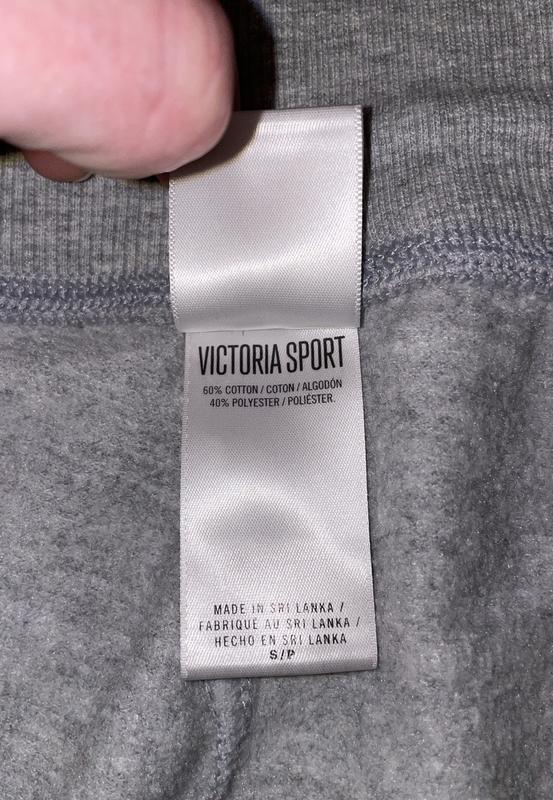 VICTORIA SPORT
60% COTTON / COTON / ALGODÓN
40% POLYESTER / POLIÉSTER.
MADE IN SRI LANKA /
FABRIQUÉ AU SRI LANKA /
HECHO EN SRI LANKA
S/P